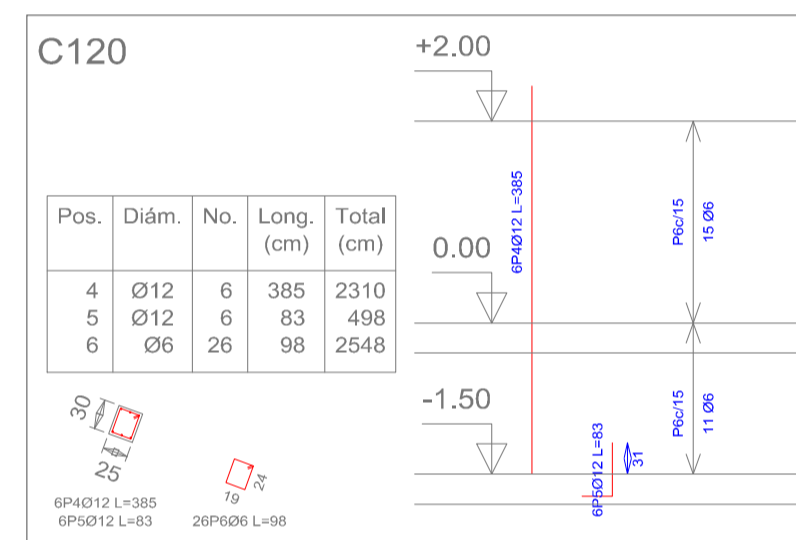 C120
Pos. Diám. No. Long. (cm) Total (cm)
4 Ø12 6 385 2310
5 Ø12 6 83 498
6 Ø6 26 98 2548
30
25
6P4Ø12 L=385
6P5Ø12 L=83
19
24
26P6Ø6 L=98
+2.00
0.00
-1.50
6P4Ø12 L=385
P6c/15
15 Ø6
P6c/15
11 Ø6
6P5Ø12 L=83
31